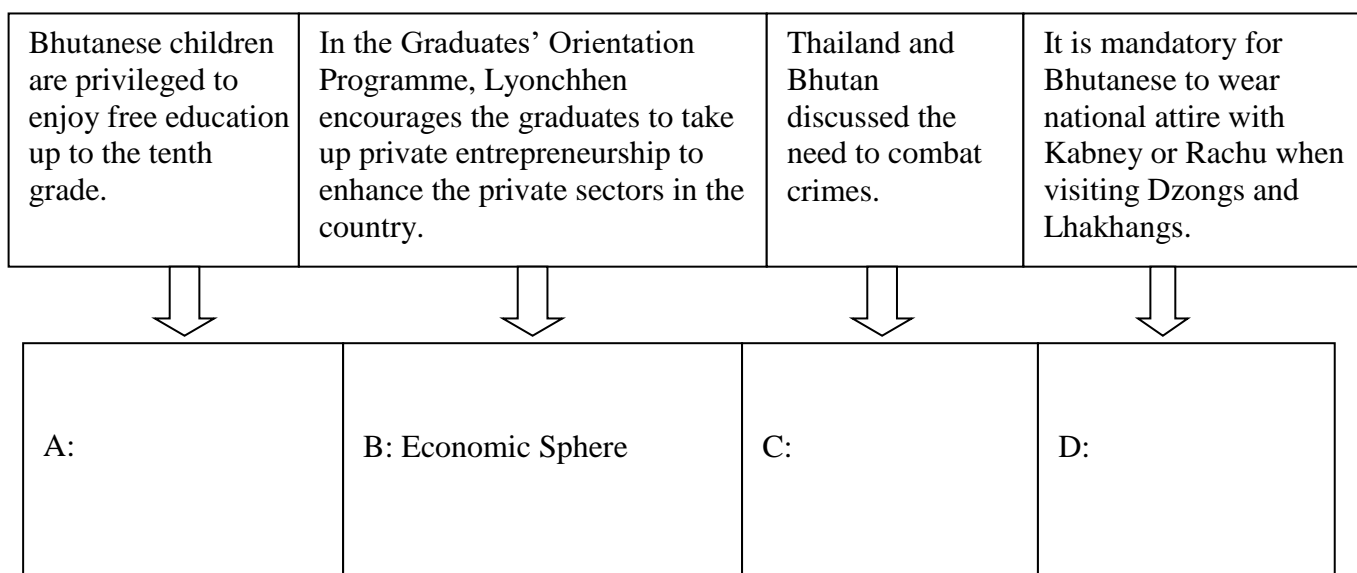 Bhutanese children
are privileged to
enjoy free education
up to the tenth
grade.
In the Graduates’ Orientation
Programme, Lyonchhen
encourages the graduates to take
up private entrepreneurship to
enhance the private sectors in the
country.
Thailand and
Bhutan
discussed the
need to combat
crimes.
It is mandatory for
Bhutanese to wear
national attire with
Kabney or Rachu when
visiting Dzongs and
Lhakhangs.
A:
B: Economic Sphere
C:
D: